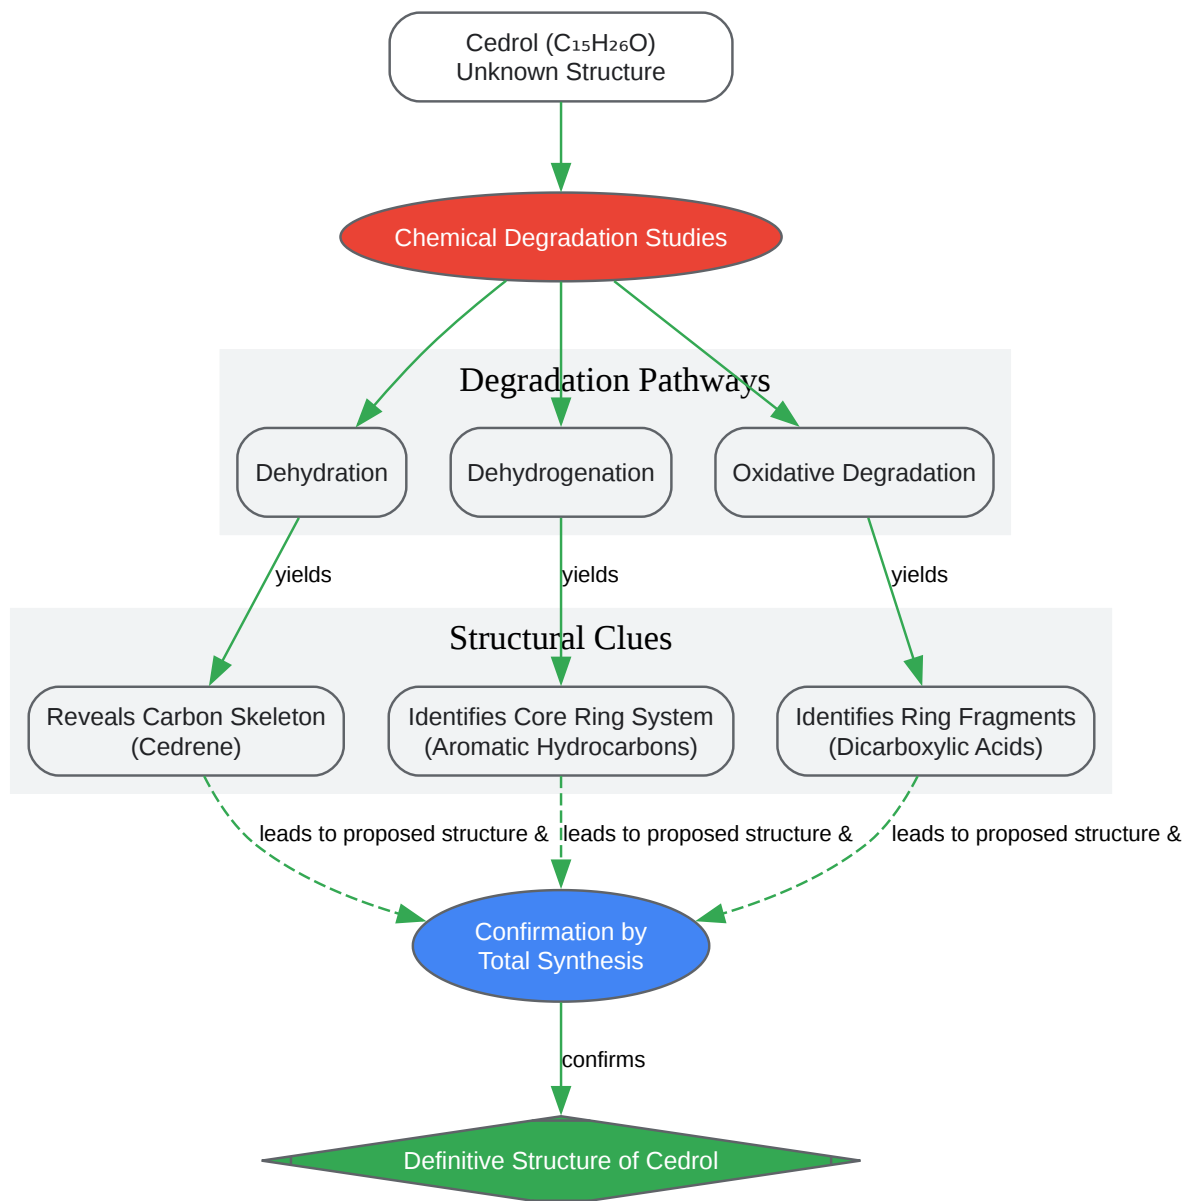 Cedrol (C₁₅H₂₆O)
Unknown Structure
Chemical Degradation Studies
Degradation Pathways
Dehydration
Dehydrogenation
Oxidative Degradation
yields
yields
yields
Structural Clues
Reveals Carbon Skeleton
(Cedrene)
Identifies Core Ring System
(Aromatic Hydrocarbons)
Identifies Ring Fragments
(Dicarboxylic Acids)
leads to proposed structure &
leads to proposed structure &
leads to proposed structure &
Confirmation by
Total Synthesis
confirms
Definitive Structure of Cedrol